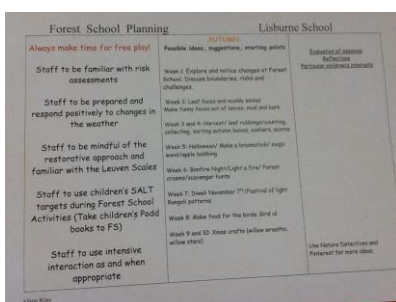 Forest School Planning
Lisburne School
Always make time for free play!
Staff to be familiar with risk
assessments
Staff to be prepared and
respond positively to changes in
the weather
Staff to be mindful of the
restorative approach and
familiar with the Leuven Scales
Staff to use children's SALT
targets during Forest School
Activities (Take children's Podd
books to FS)
Staff to use intensive
interaction as and when
appropriate
AUTUMN
Possible ideas, suggestions, starting points
Week 1: Explore and notice changes at Forest
School. Discuss boundaries, risks and
challenges.
Week 2: Leaf faces and muddy smiles
Make funny faces out of leaves, mud and bark
Week 3 and 4: Harvest/ leaf rubbings/counting,
collecting, sorting autumn leaves, conkers, acorns
Week 5: Halloween/ Make a broomstick/ magic
wand/apple bobbing
Week 6: Bonfire Night/Light a fire/ Forest
crowns/scavenger hunts
Week 7: Diwali November 7th/Festival of light
Rangoli patterns
Week 8: Make food for the birds. Bird id
Week 9 and 10: Xmas crafts (willow wreaths,
willow stars)
Evaluation of sessions
Reflections
Particular children's interests
Use Nature Detectives and
Pinterest for more ideas.